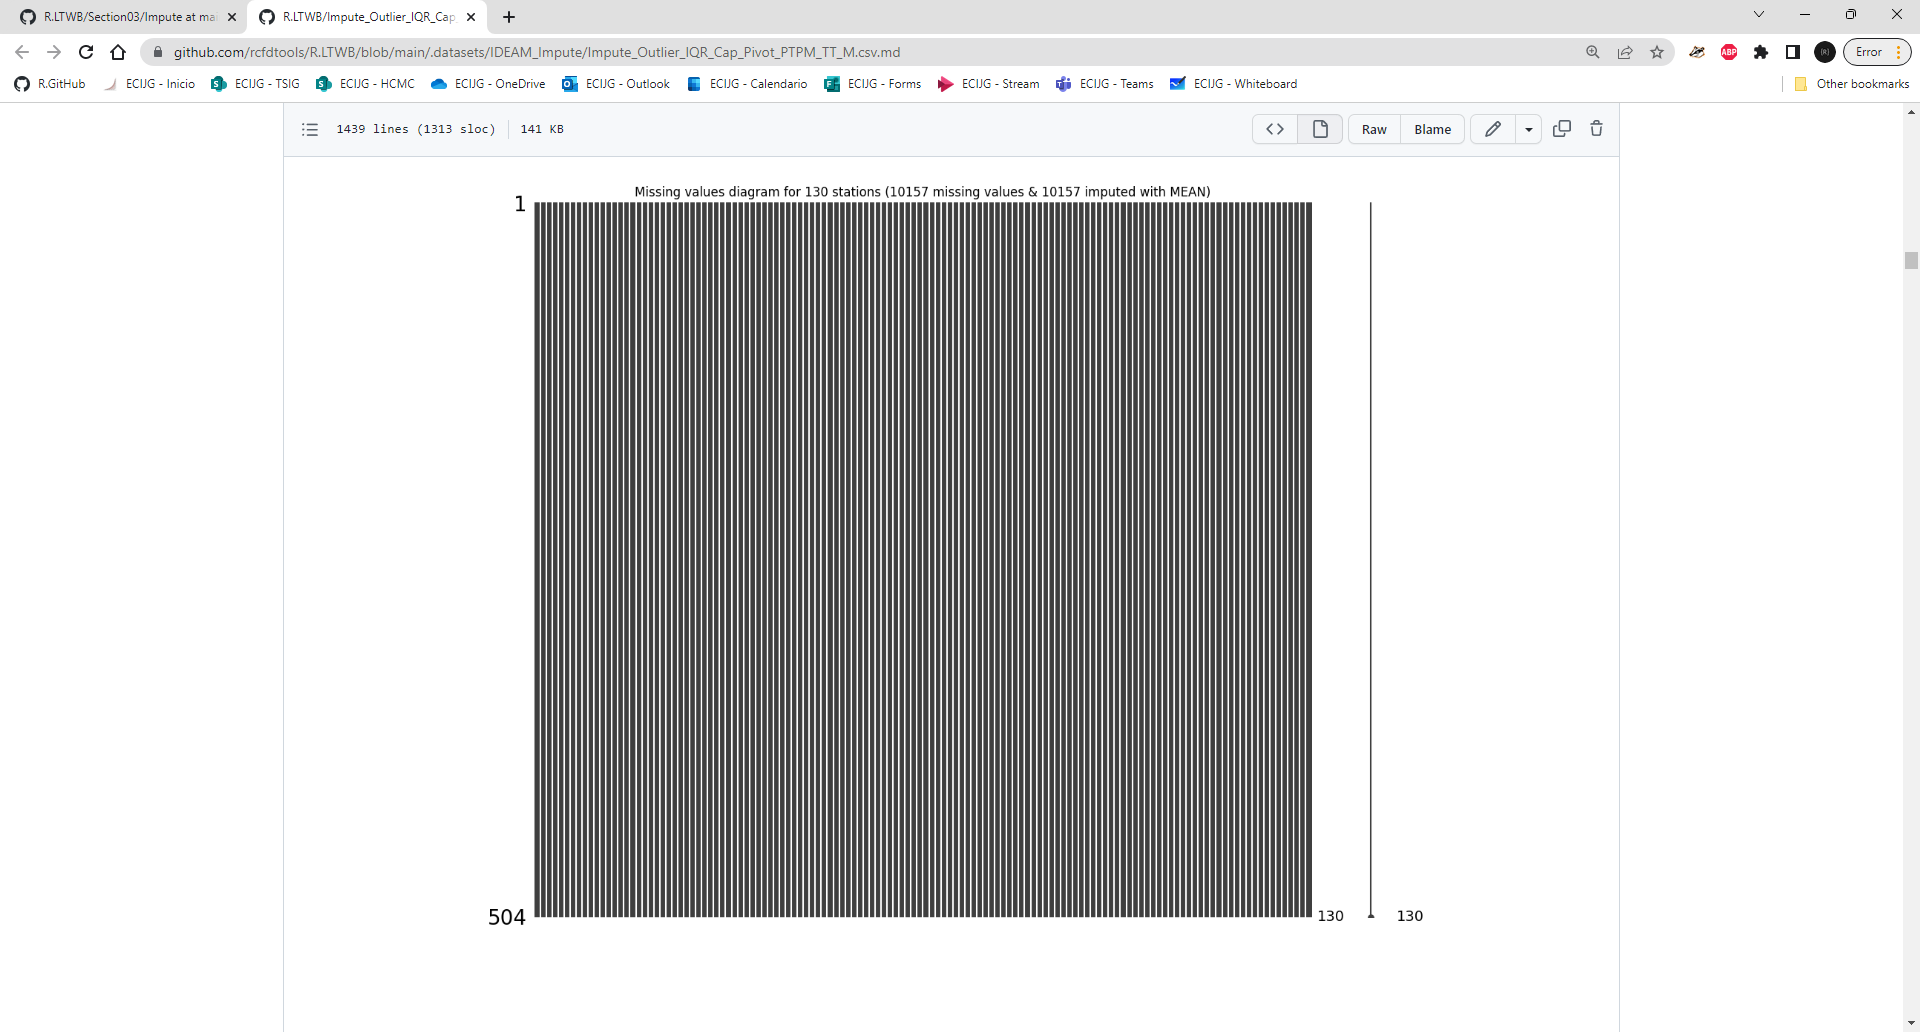 R.LTWB/Section03/Impute at mai
R.LTWB/Impute_Outlier_IQR_Cap_
github.com/rcfdtools/R.LTWB/blob/main/.datasets/IDEAM_Impute/Impute_Outlier_IQR_Cap_Pivot_PTPM_TT_M.csv.md
ABP
Error
R.GitHub
ECIJG - Inicio
ECIJG - TSIG
ECIJG - HCMC
ECIJG - OneDrive
ECIJG - Outlook
ECIJG - Calendario
ECIJG - Forms
ECIJG - Stream
ECIJG - Teams
ECIJG - Whiteboard
Other bookmarks
1439 lines (1313 sloc)
141 KB
Raw
Blame
Missing values diagram for 130 stations (10157 missing values & 10157 imputed with MEAN)
1
504
130
130